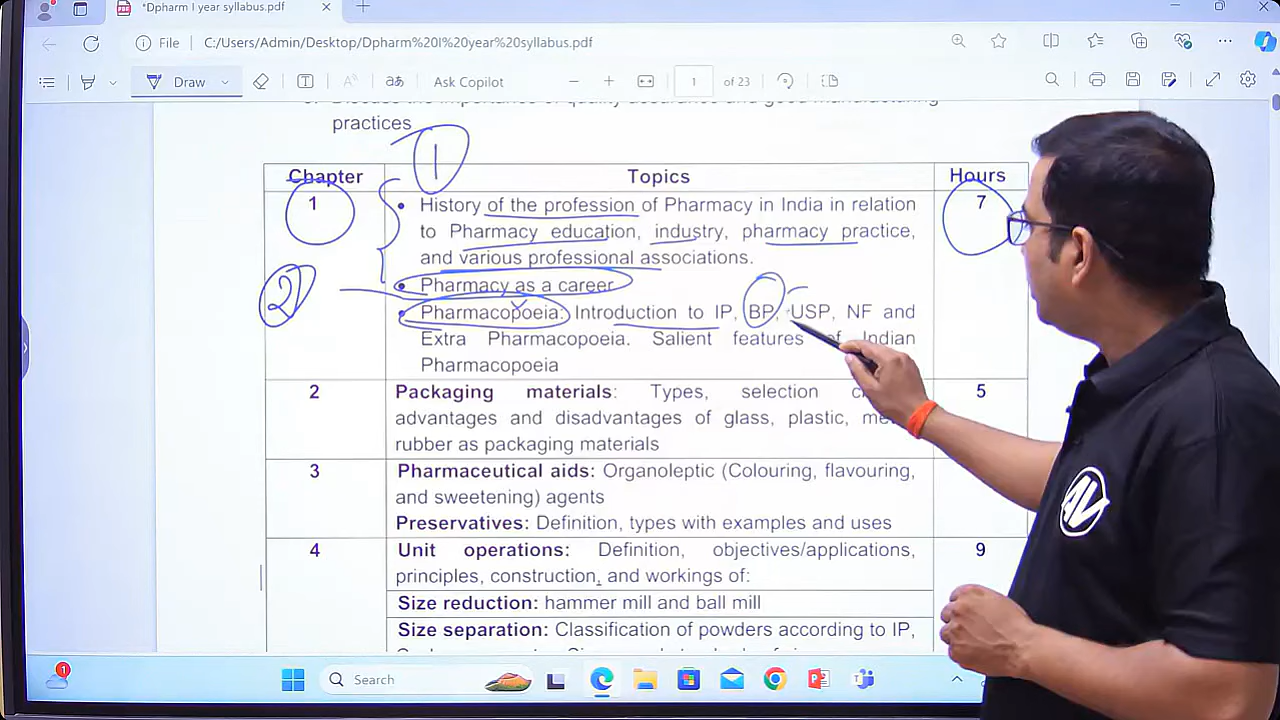 *Dpharm I year syllabus.pdf
File C:/Users/Admin/Desktop/Dpharm%20I%20year%20syllabus.pdf
Draw Ask Copilot 1 of 23
practices
1
Chapter Topics Hours
1 History of the profession of Pharmacy in India in relation 7
to Pharmacy education, industry, pharmacy practice,
and various professional associations.
2 Pharmacy as a career
Pharmacopoeia: Introduction to IP, BP, USP, NF and
Extra Pharmacopoeia. Salient features of Indian
Pharmacopoeia
2 Packaging materials: Types, selection 5
advantages and disadvantages of glass, plastic,
rubber as packaging materials
3 Pharmaceutical aids: Organoleptic (Colouring, flavouring,
and sweetening) agents
Preservatives: Definition, types with examples and uses
4 Unit operations: Definition, objectives/applications, 9
principles, construction, and workings of:
Size reduction: hammer mill and ball mill
Size separation: Classification of powders according to IP,
1 Search
AV